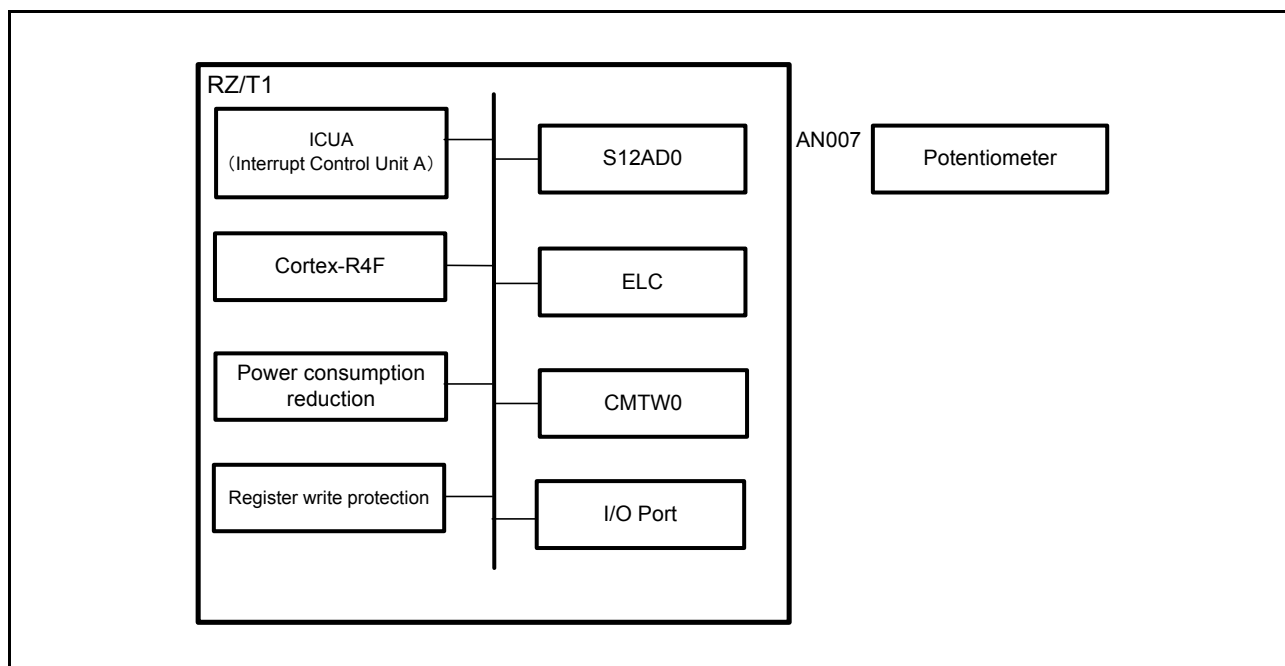 RZ/T1
ICUA
（Interrupt Control Unit A）
Cortex-R4F
Power consumption
reduction
Register write protection
S12AD0
ELC
CMTW0
I/O Port
AN007
Potentiometer